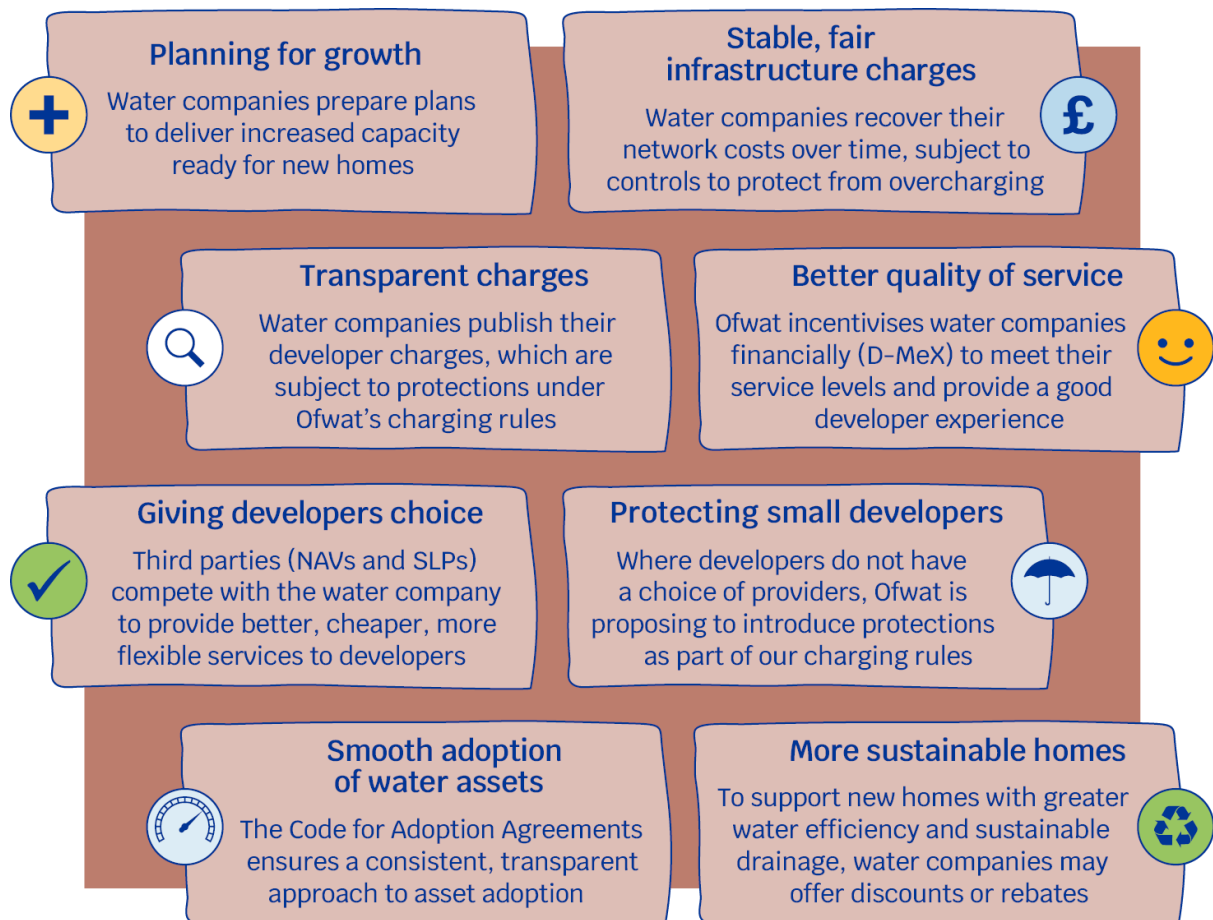 Planning for growth
Water companies prepare plans
to deliver increased capacity
ready for new homes
Stable, fair
infrastructure charges
Water companies recover their
network costs over time, subject to
controls to protect from overcharging
£
Transparent charges
Water companies publish their
developer charges, which are
subject to protections under
Ofwat’s charging rules
Better quality of service
Ofwat incentivises water companies
financially (D-MeX) to meet their
service levels and provide a good
developer experience
Giving developers choice
Third parties (NAVs and SLPs)
compete with the water company
to provide better, cheaper, more
flexible services to developers
Protecting small developers
Where developers do not have
a choice of providers, Ofwat is
proposing to introduce protections
as part of our charging rules
Smooth adoption
of water assets
The Code for Adoption Agreements
ensures a consistent, transparent
approach to asset adoption
More sustainable homes
To support new homes with greater
water efficiency and sustainable
drainage, water companies may
offer discounts or rebates